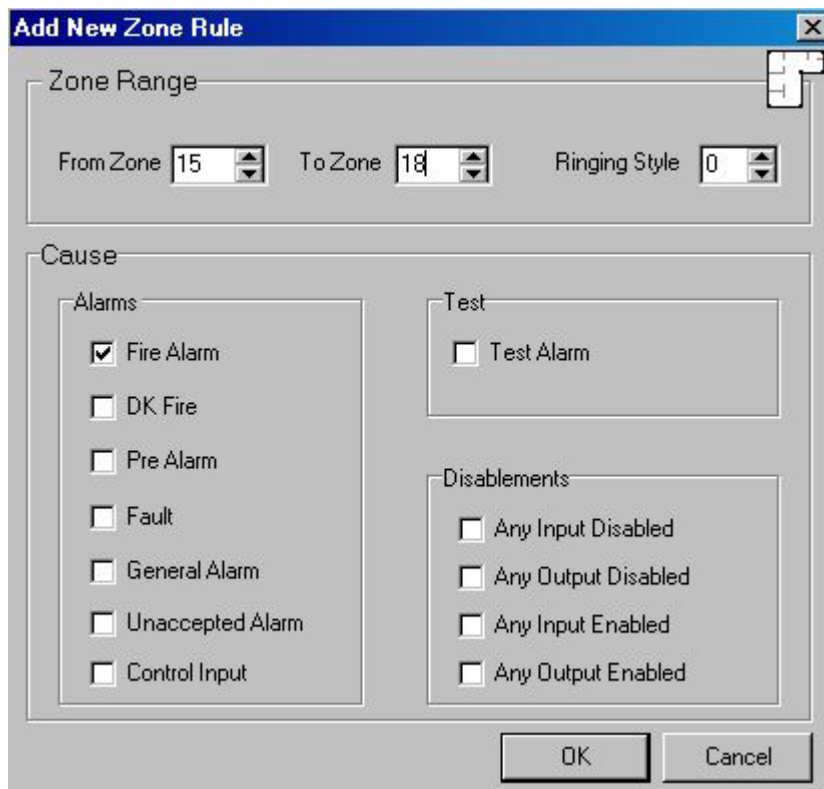 Add New Zone Rule
Zone Range
From Zone 15 To Zone 18 Ringing Style 0
Cause
Alarms
Fire Alarm
DK Fire
Pre Alarm
Fault
General Alarm
Unaccepted Alarm
Control Input
Test
Test Alarm
Disablements
Any Input Disabled
Any Output Disabled
Any Input Enabled
Any Output Enabled
OK Cancel